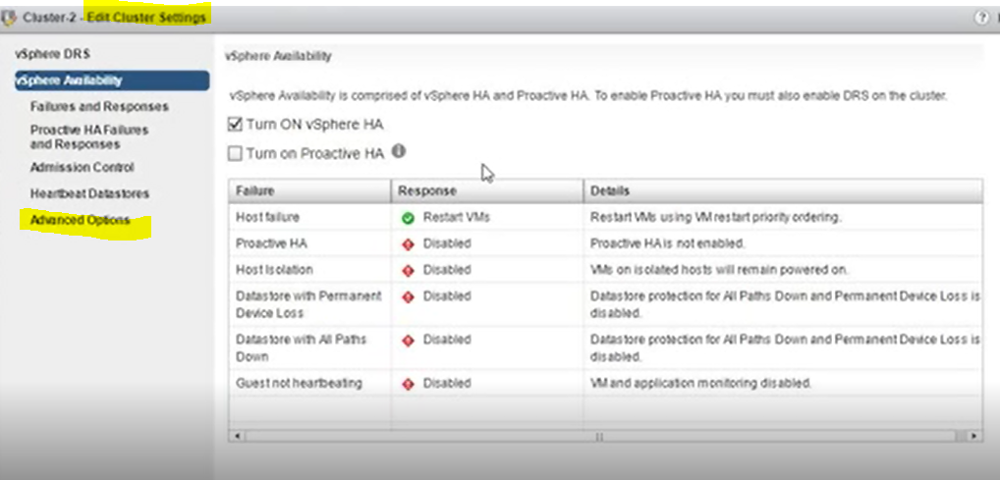 Cluster-2 - Edit Cluster Settings
?
vSphere DRS
vSphere Availability
Failures and Responses
Proactive HA Failures
and Responses
Admission Control
Heartbeat Datastores
Advanced Options
vSphere Availability
vSphere Availability is comprised of vSphere HA and Proactive HA. To enable Proactive HA you must also enable DRS on the cluster.
Turn ON vSphere HA
Turn on Proactive HA
Failure Response Details
Host failure Restart VMs Restart VMs using VM restart priority ordering.
Proactive HA Disabled Proactive HA is not enabled.
Host Isolation Disabled VMs on isolated hosts will remain powered on.
Datastore with Permanent Disabled Datastore protection for All Paths Down and Permanent Device Loss is
Device Loss disabled.
Datastore with All Paths Disabled Datastore protection for All Paths Down and Permanent Device Loss is
Down disabled.
Guest not heartbeating Disabled VM and application monitoring disabled.